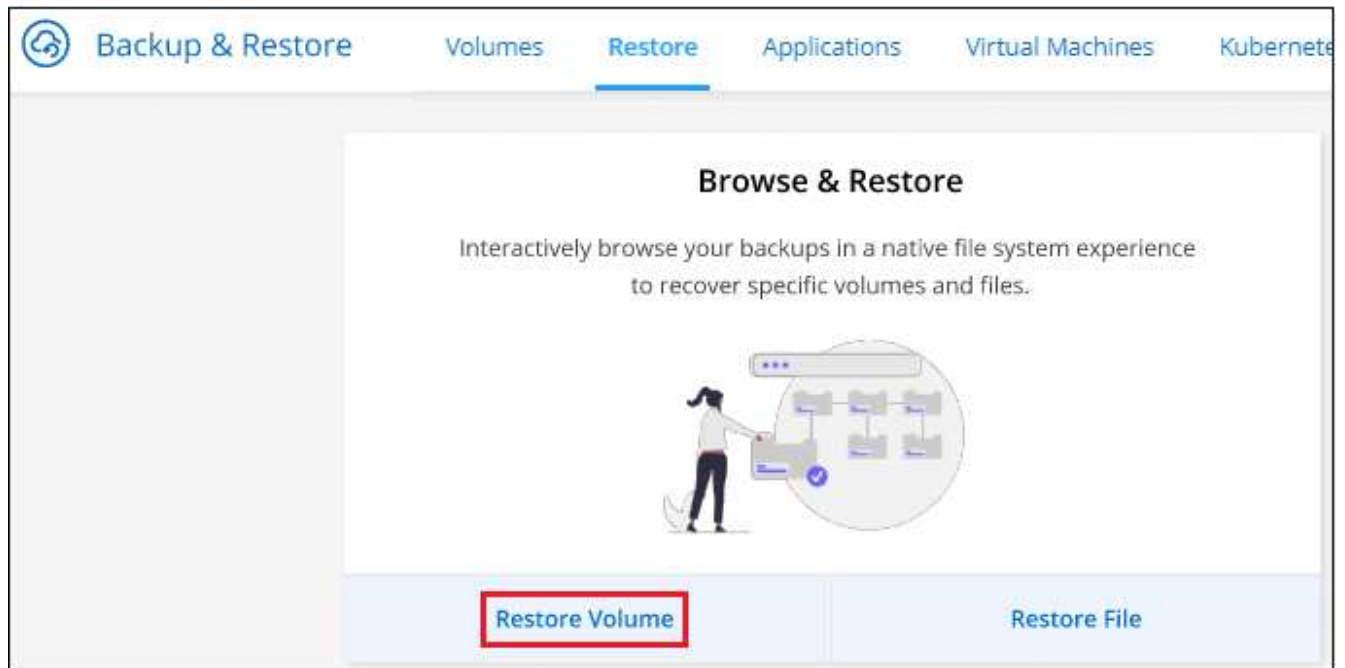 Backup & Restore Volumes Restore Applications Virtual Machines Kubernete
Browse & Restore
Interactively browse your backups in a native file system experience
to recover specific volumes and files.
Restore Volume Restore File